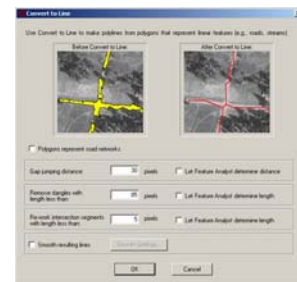 Convert to Line
Use Convert to Line to make polylines from polygons that represent linear features (e.g., roads, streams)
Before Convert to Line:
After Convert to Line:
Polygons represent road networks
Gap jumping distance: 30 pixels Let Feature Analyst determine distance
Remove dangles with length less than: 85 pixels Let Feature Analyst determine length
Re-work intersection segments with length less than: 5 pixels Let Feature Analyst determine length
Smooth resulting lines
OK Cancel